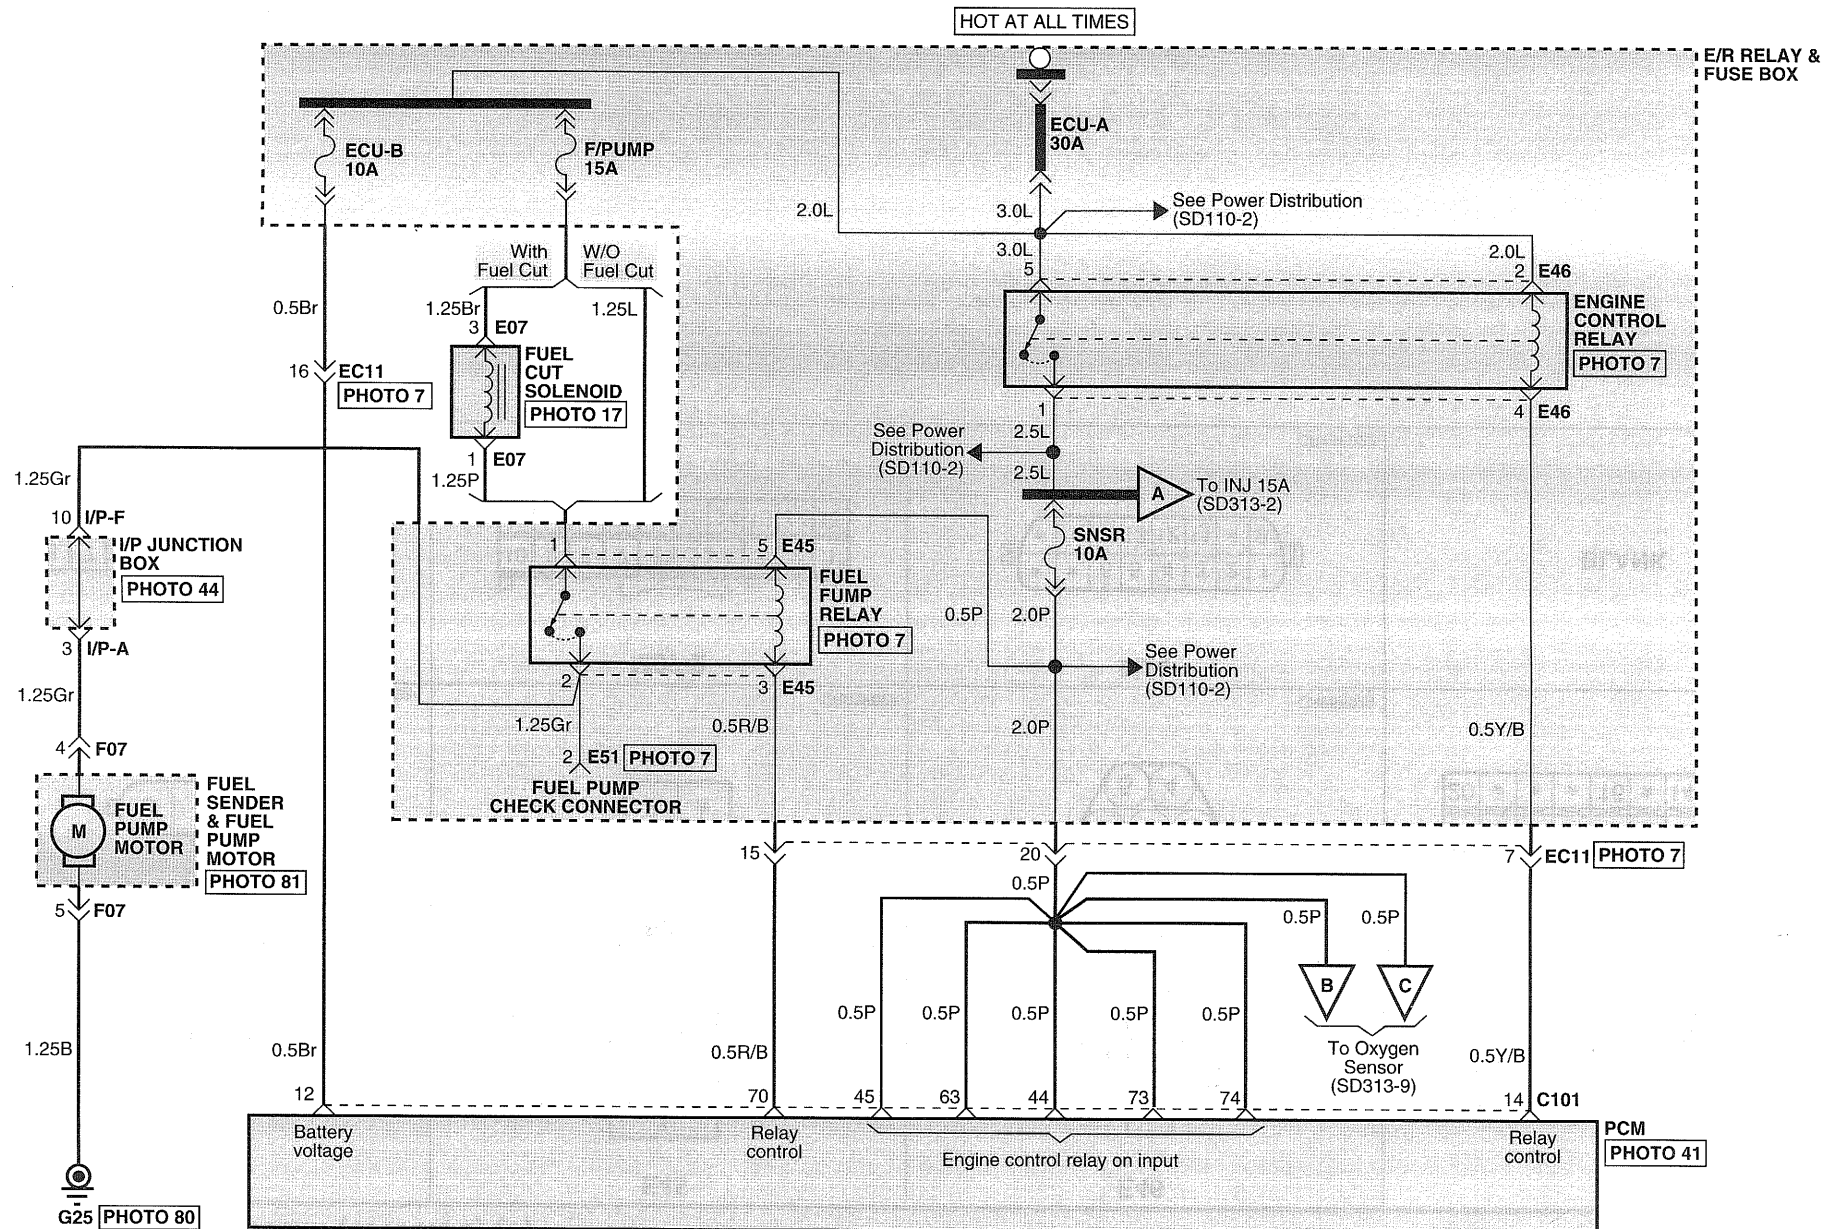 HOT AT ALL TIMES
E/R RELAY &
FUSE BOX
ECU-B
10A
F/PUMP
15A
ECU-A
30A
2.0L
3.0L
See Power Distribution
(SD110-2)
3.0L
5
2.0L
2
E46
With
Fuel Cut
W/O
Fuel Cut
0.5Br
1.25Br
3
E07
1.25L
ENGINE
CONTROL
RELAY
PHOTO 7
16
EC11
PHOTO 7
FUEL
CUT
SOLENOID
PHOTO 17
1
4
E46
1
E07
1.25P
See Power
Distribution
(SD110-2)
2.5L
2.5L
A
To INJ 15A
(SD313-2)
1.25Gr
10
I/P-F
I/P JUNCTION
BOX
PHOTO 44
3
I/P-A
1
5
E45
SNSR
10A
FUEL
FUMP
RELAY
PHOTO 7
0.5P
2.0P
See Power
Distribution
(SD110-2)
2
3
E45
1.25Gr
1.25Gr
0.5R/B
2.0P
0.5Y/B
4
F07
2
E51
PHOTO 7
FUEL PUMP
CHECK CONNECTOR
M
FUEL
PUMP
MOTOR
FUEL
SENDER
& FUEL
PUMP
MOTOR
PHOTO 81
5
F07
15
20
7
EC11
PHOTO 7
0.5P
0.5P
0.5P
B
C
0.5P
0.5P
0.5P
0.5P
0.5P
To Oxygen
Sensor
(SD313-9)
1.25B
0.5Br
0.5R/B
0.5Y/B
12
70
45
63
44
73
74
14
C101
Battery
voltage
Relay
control
Engine control relay on input
Relay
control
PCM
PHOTO 41
G25
PHOTO 80